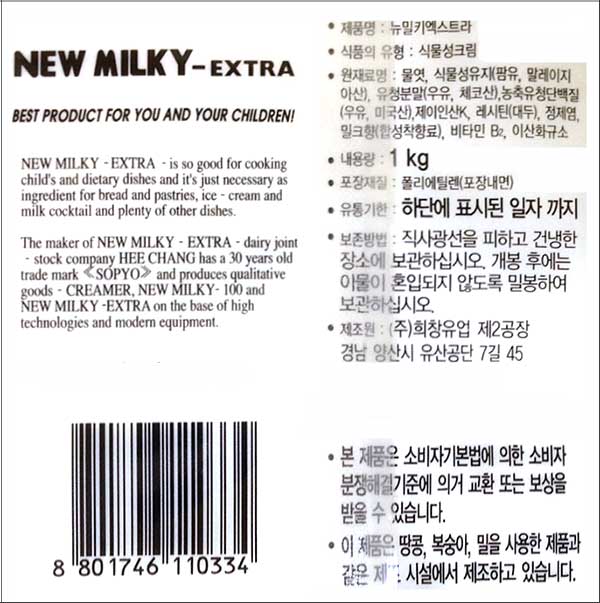 NEW MILKY-EXTRA
BEST PRODUCT FOR YOU AND YOUR CHILDREN!
NEW MILKY - EXTRA - is so good for cooking
child's and dietary dishes and it's just necessary as
ingredient for bread and pastries, ice - cream and
milk cocktail and plenty of other dishes.
The maker of NEW MILKY - EXTRA - dairy joint
- stock company HEE CHANG has a 30 years old
trade mark 《SOPYO》 and produces qualitative
goods - CREAMER, NEW MILKY- 100 and
NEW MILKY -EXTRA on the base of high
technologies and modern equipment.
8 801746 110334
• 제품명 : 뉴밀키엑스트라
• 식품의 유형 : 식물성크림
• 원재료명 : 물엿, 식물성유지(팜유, 말레이지
아산), 유청분말(우유, 체코산),농축유청단백질
(우유, 미국산),제이인산K, 레시틴(대두), 정제염,
밀크향(합성착향료), 비타민 B₂, 이산화규소
• 내용량 : 1 kg
• 포장재질 : 폴리에틸렌(포장내면)
• 유통기한 : 하단에 표시된 일자 까지
• 보존방법 : 직사광선을 피하고 건냉한
장소에 보관하십시오. 개봉 후에는
이물이 혼입되지 않도록 밀봉하여
보관하십시오.
• 제조원 : (주)희창유업 제2공장
경남 양산시 유산공단 7길 45
• 본 제품은 소비자기본법에 의한 소비자
분쟁해결기준에 의거 교환 또는 보상을
받을 수 있습니다.
• 이 제품은 땅콩, 복숭아, 밀을 사용한 제품과
같은 제 시설에서 제조하고 있습니다.